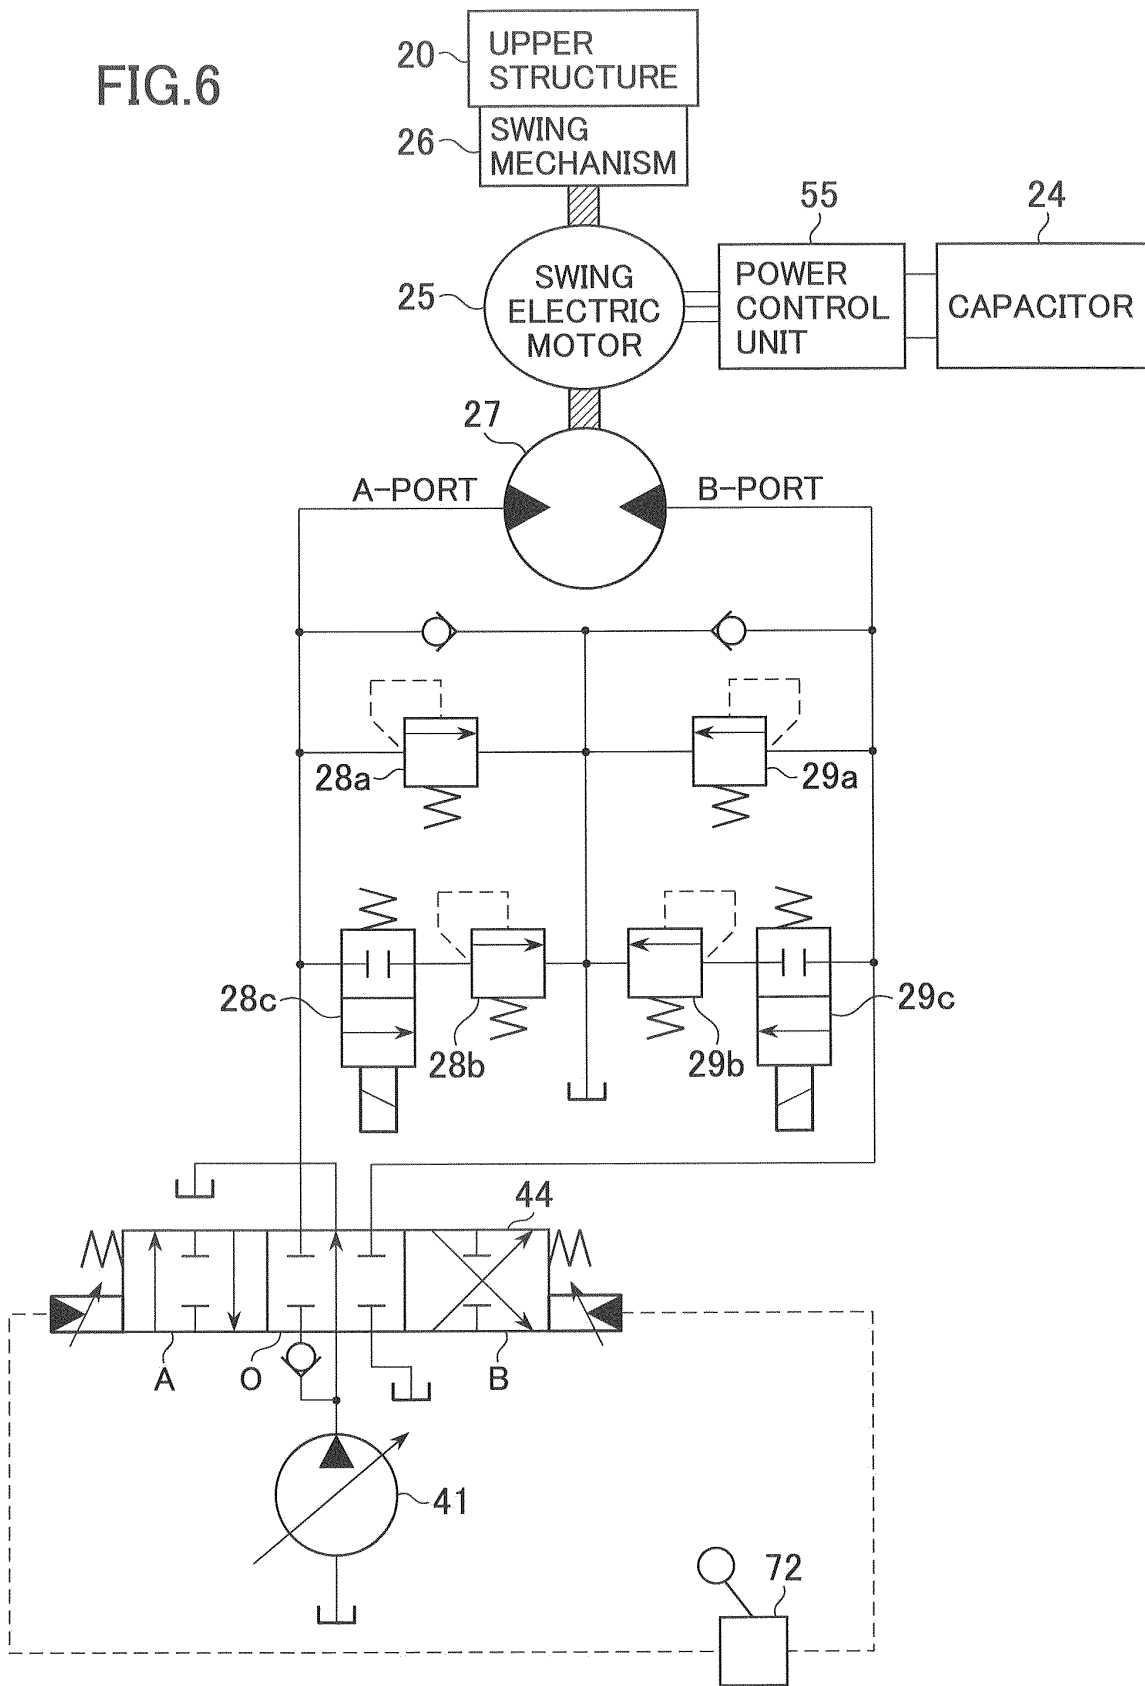 FIG.6
20
UPPER
STRUCTURE
26
SWING
MECHANISM
55
24
25
SWING
ELECTRIC
MOTOR
POWER
CONTROL
UNIT
CAPACITOR
27
A-PORT
B-PORT
28a
29a
28c
28b
29b
29c
44
A
O
B
41
72